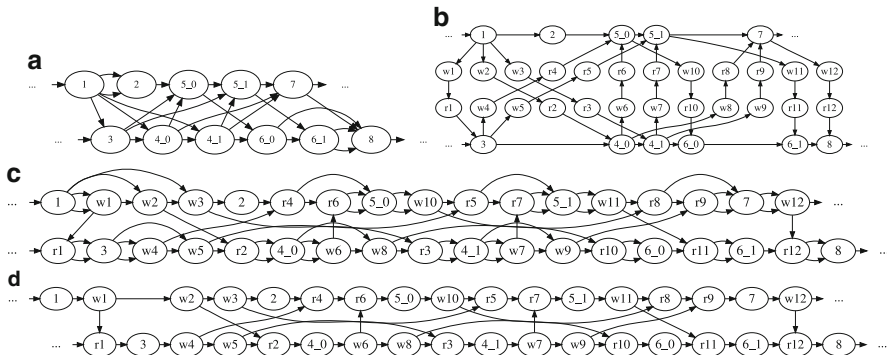 a
... 1 2 5_0 5_1 7 ...
... 3 4_0 4_1 6_0 6_1 8 ...
b
... 1 2 5_0 5_1 7 ...
w1 w2 w3 r4 r5 r6 r7 w10 r8 r9 w11 w12
r1 w4 w5 r2 r3 w6 w7 r10 w8 w9 r11 r12
... 3 4_0 4_1 6_0 6_1 8 ...
c
... 1 w1 w2 w3 2 r4 r6 5_0 w10 r5 r7 5_1 w11 r8 r9 7 w12 ...
... r1 3 w4 w5 r2 4_0 w6 w8 r3 4_1 w7 w9 r10 6_0 r11 6_1 r12 8 ...
d
... 1 w1 w2 w3 2 r4 r6 5_0 w10 r5 r7 5_1 w11 r8 r9 7 w12 ...
... r1 3 w4 w5 r2 4_0 w6 w8 r3 4_1 w7 w9 r10 6_0 r11 6_1 r12 8 ...